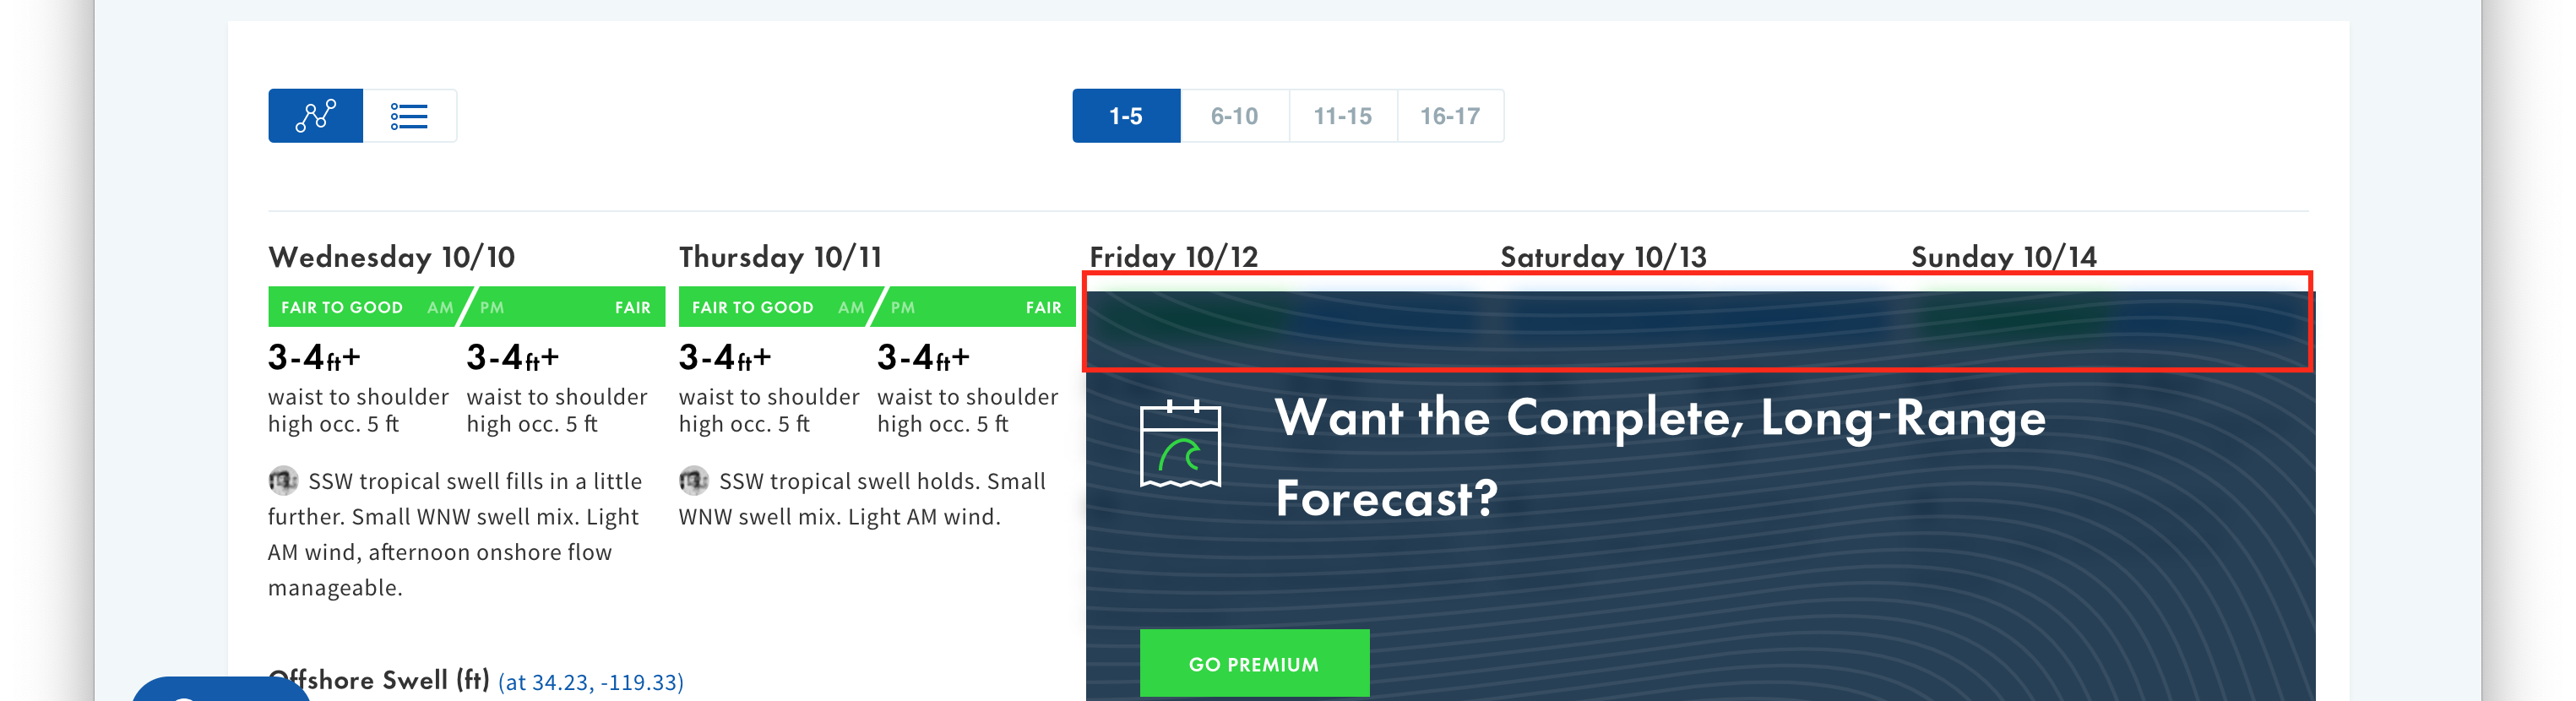 1-5 6-10 11-15 16-17
Wednesday 10/10 Thursday 10/11 Friday 10/12 Saturday 10/13 Sunday 10/14
FAIR TO GOOD AM PM FAIR FAIR TO GOOD AM PM FAIR
3-4ft+ 3-4ft+ 3-4ft+ 3-4ft+
waist to shoulder waist to shoulder waist to shoulder waist to shoulder
high occ. 5 ft high occ. 5 ft high occ. 5 ft high occ. 5 ft
SSW tropical swell fills in a little
further. Small WNW swell mix. Light
AM wind, afternoon onshore flow
manageable.
SSW tropical swell holds. Small
WNW swell mix. Light AM wind.
Want the Complete, Long-Range
Forecast?
GO PREMIUM
Offshore Swell (ft) (at 34.23, -119.33)